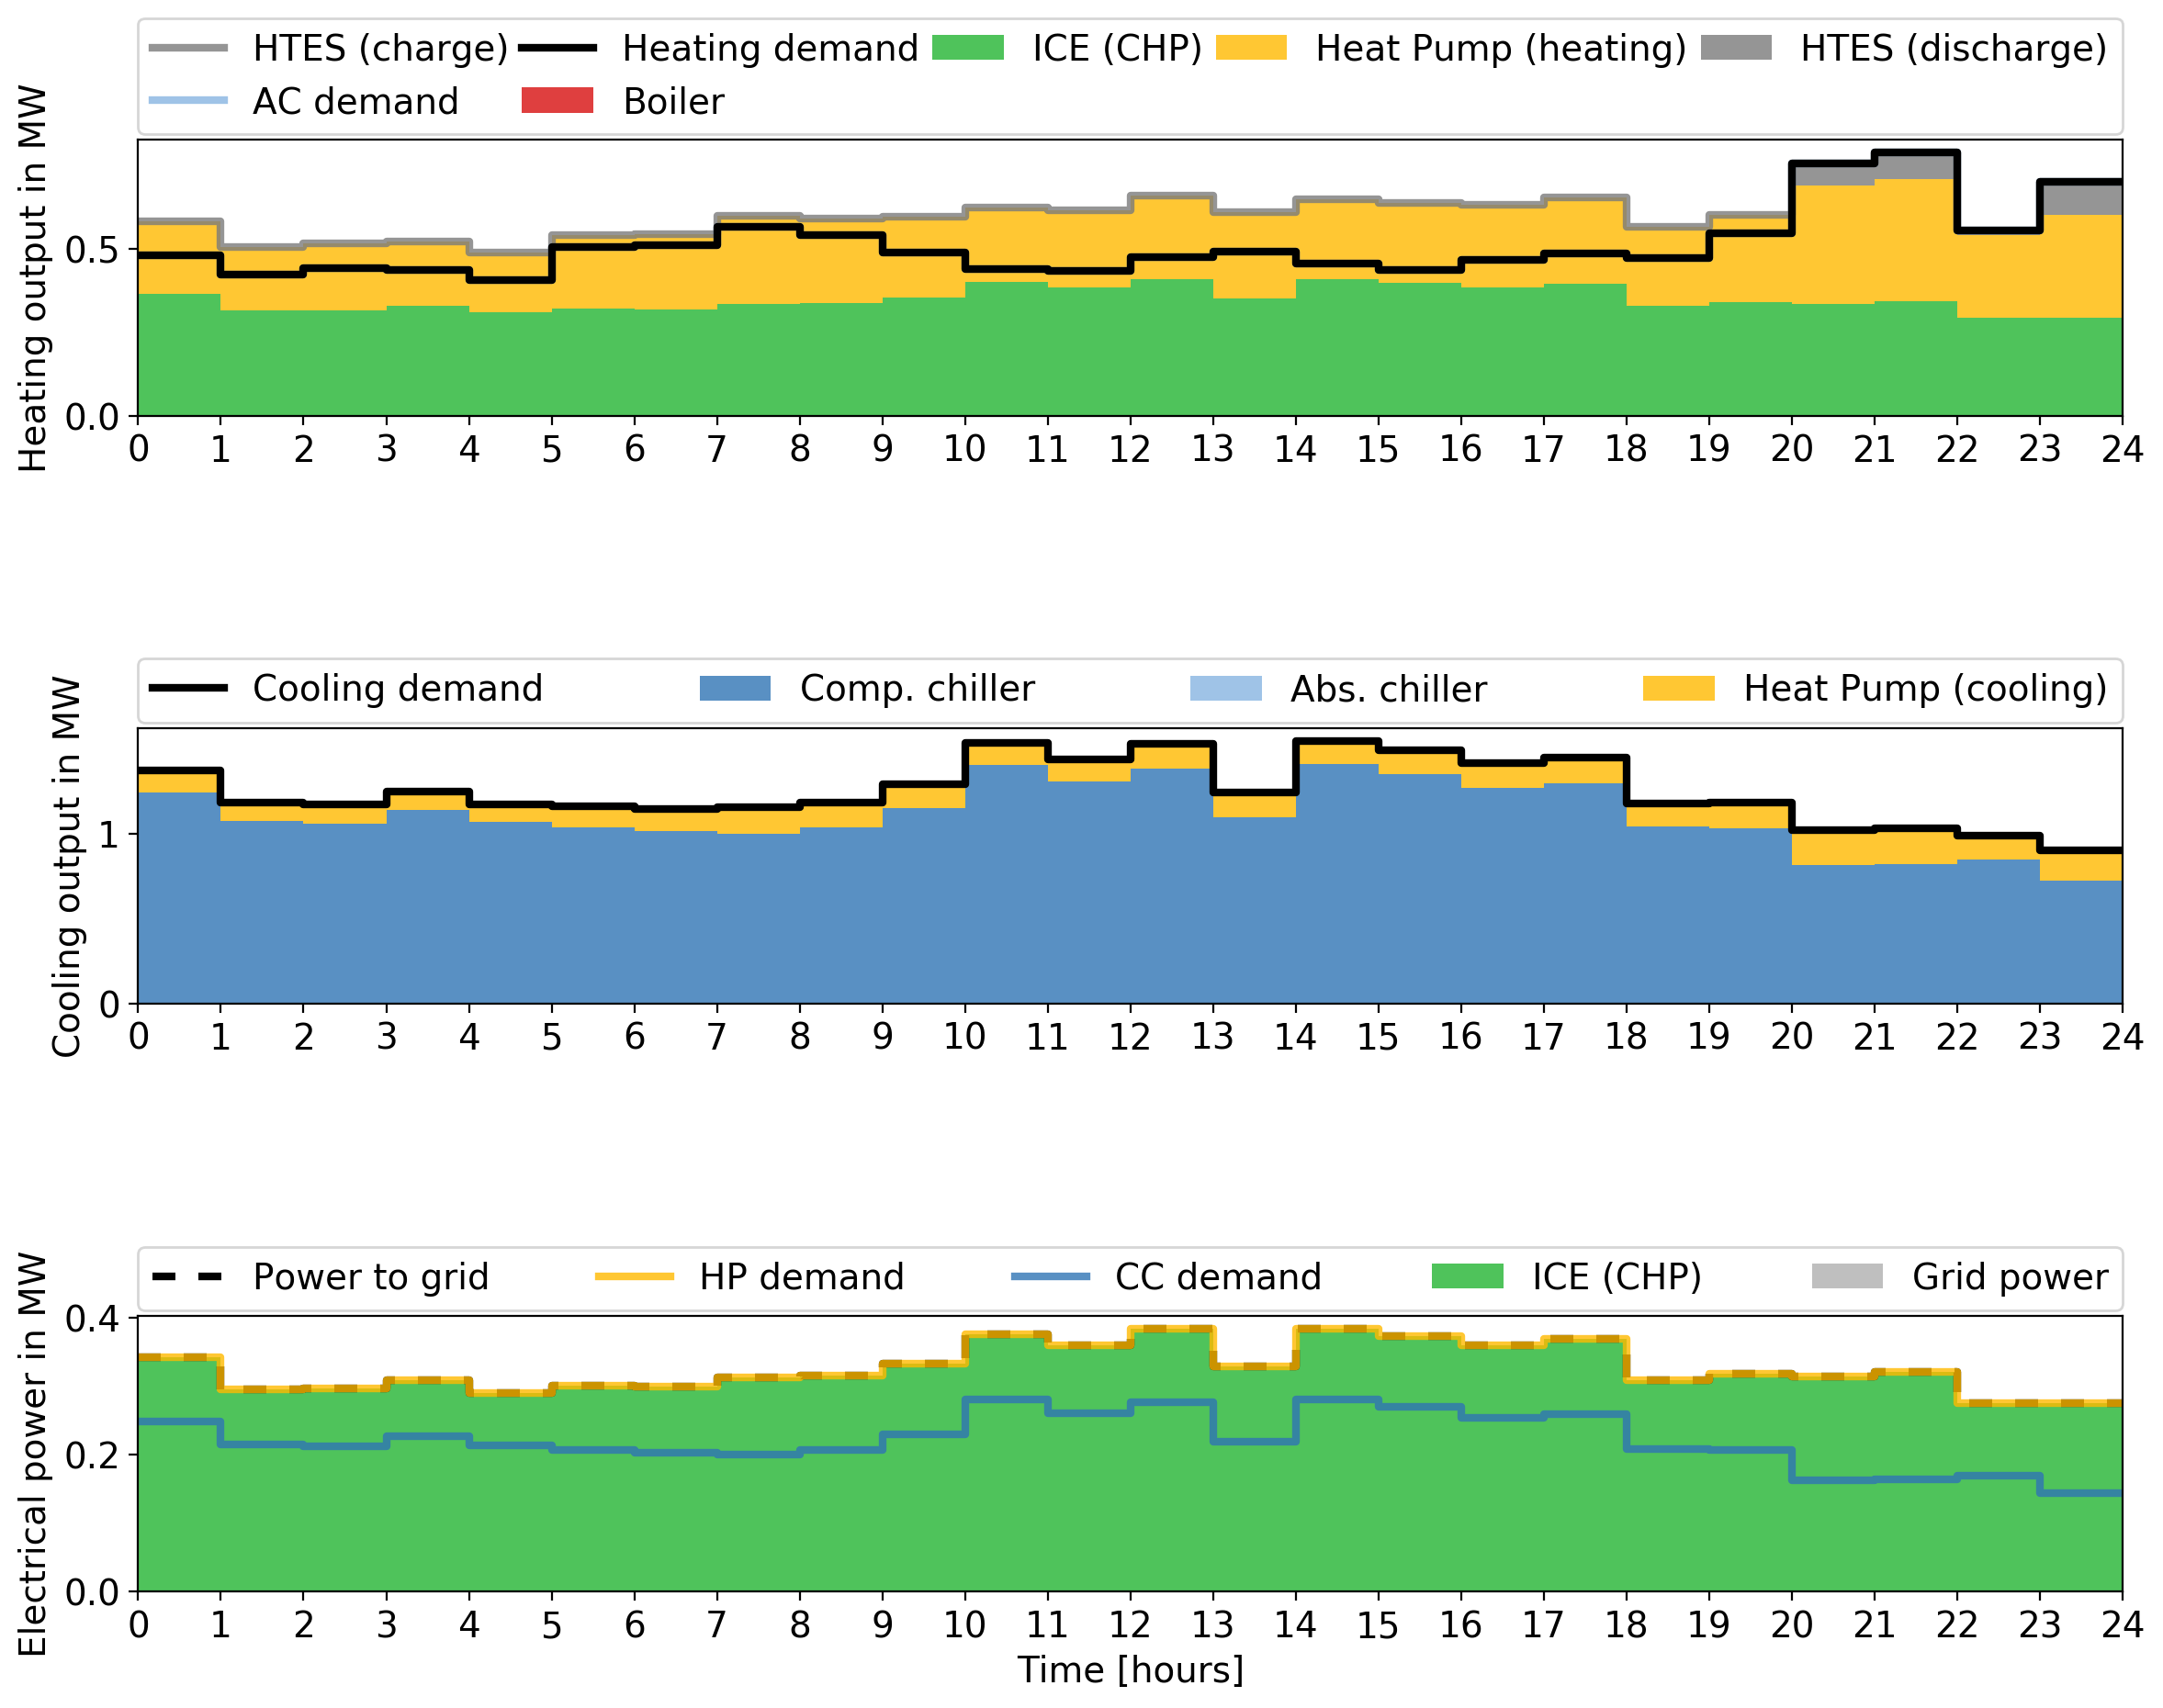 HTES (charge) Heating demand ICE (CHP) Heat Pump (heating) HTES (discharge)
AC demand Boiler
Heating output in MW
0.5
0.0
0 1 2 3 4 5 6 7 8 9 10 11 12 13 14 15 16 17 18 19 20 21 22 23 24
Cooling demand Comp. chiller Abs. chiller Heat Pump (cooling)
Cooling output in MW
1
0
0 1 2 3 4 5 6 7 8 9 10 11 12 13 14 15 16 17 18 19 20 21 22 23 24
Power to grid HP demand CC demand ICE (CHP) Grid power
Electrical power in MW
0.4
0.2
0.0
0 1 2 3 4 5 6 7 8 9 10 11 12 13 14 15 16 17 18 19 20 21 22 23 24
Time [hours]